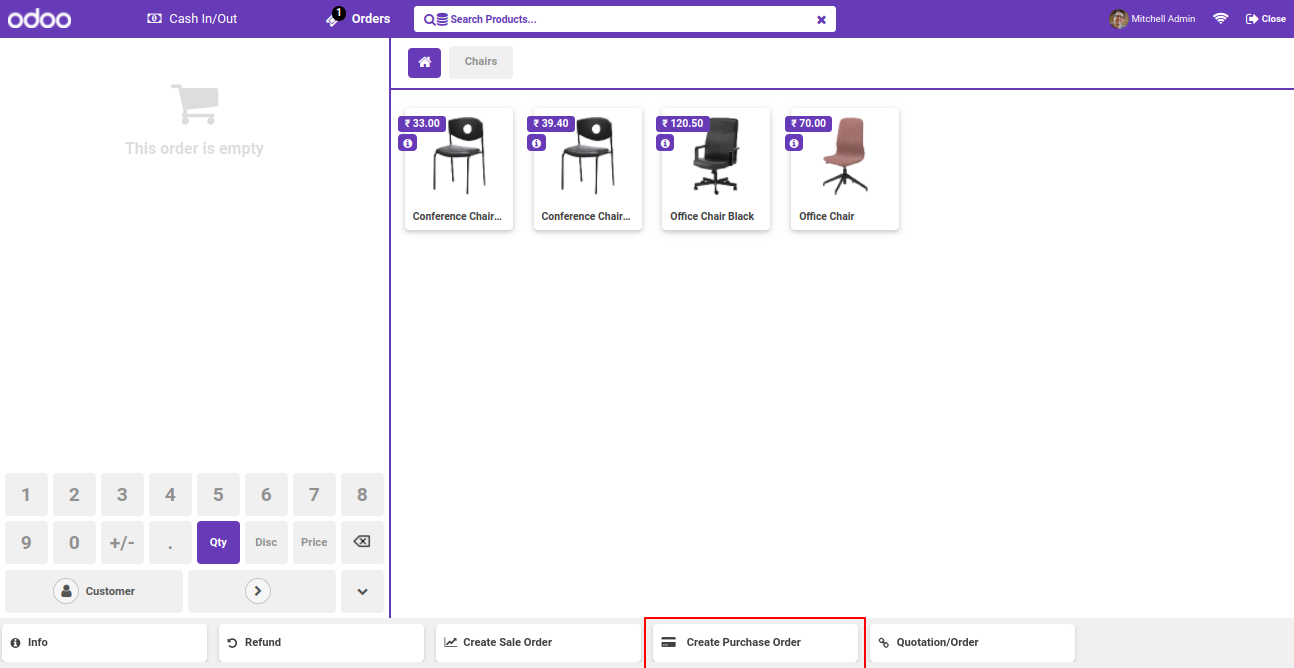 odoo
Cash In/Out
1
Orders
Search Products...
Mitchell Admin
Close
This order is empty
Chairs
₹ 33.00
₹ 39.40
₹ 120.50
₹ 70.00
Conference Chair...
Conference Chair...
Office Chair Black
Office Chair
1 2 3 4 5 6 7 8
9 0 +/- . Qty Disc Price
Customer
Info
Refund
Create Sale Order
Create Purchase Order
Quotation/Order